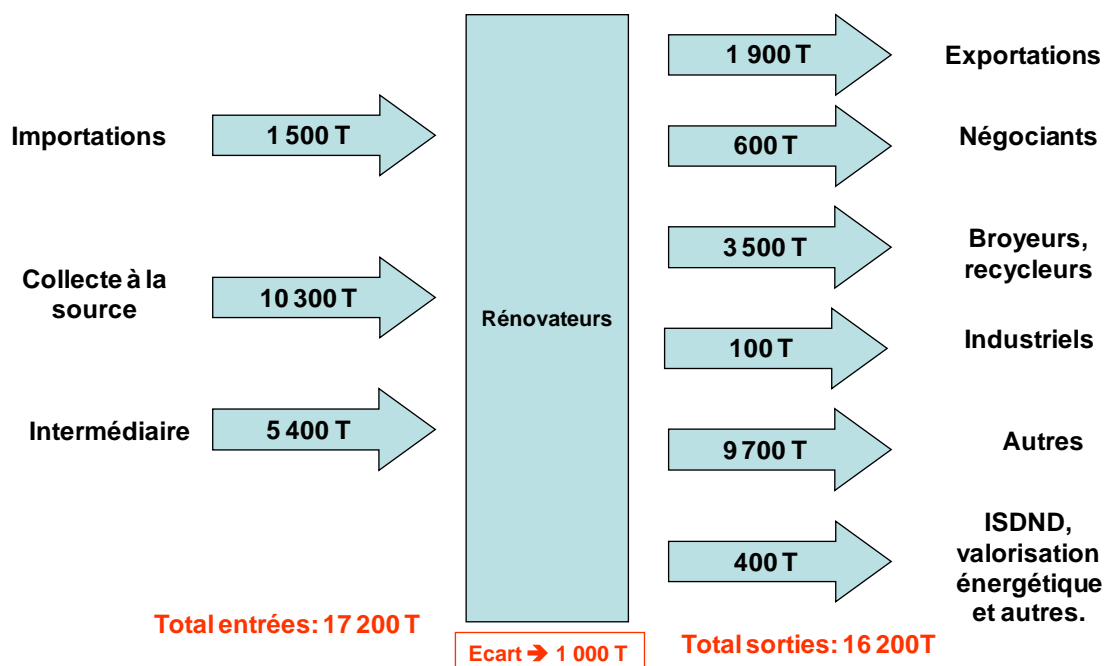 Importations
1 500 T
Collecte à la
source
10 300 T
Intermédiaire
5 400 T
Total entrées: 17 200 T
Rénovateurs
Ecart ➔ 1 000 T
1 900 T
Exportations
600 T
Négociants
3 500 T
Broyeurs,
recycleurs
100 T
Industriels
9 700 T
Autres
400 T
ISDND,
valorisation
énergétique
et autres.
Total sorties: 16 200T